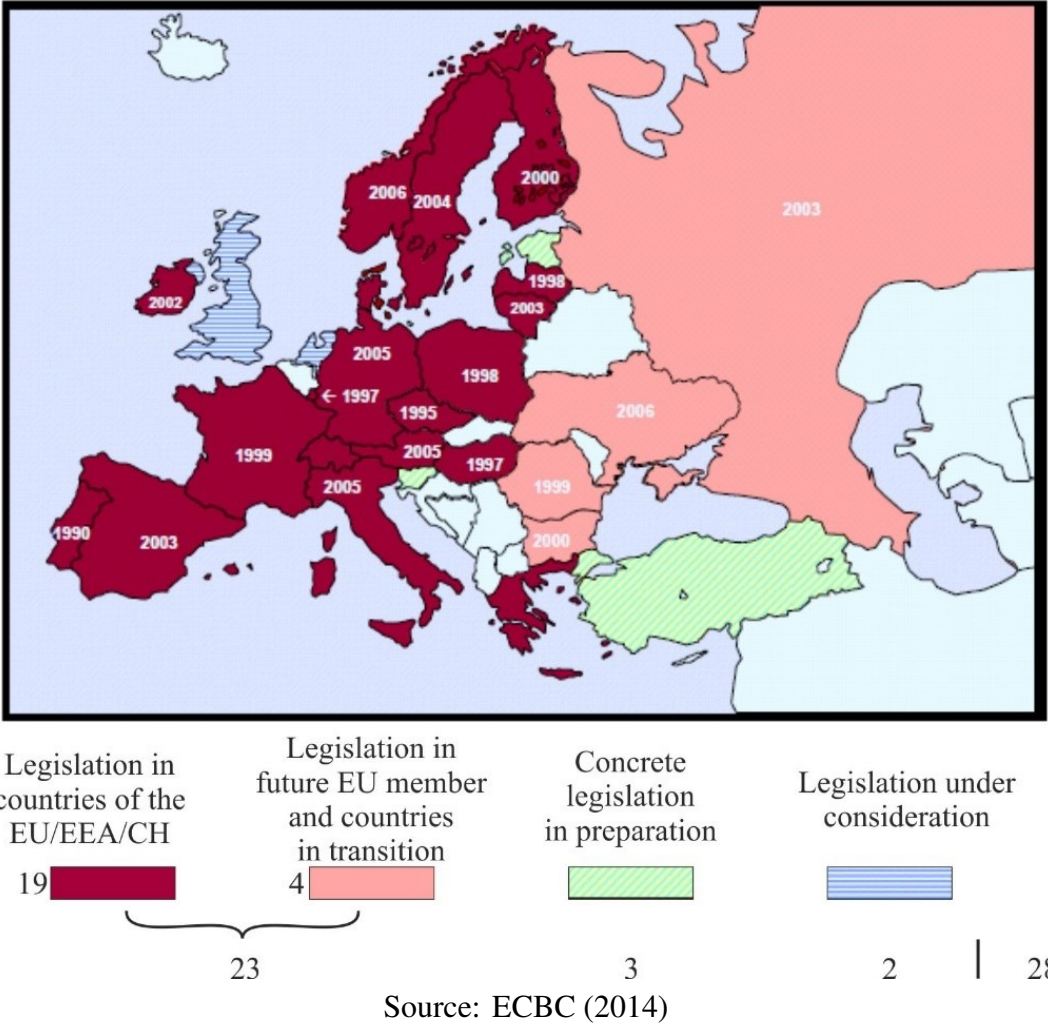 2000
2006
2004
2003
2002
1998
2003
2005
1998
← 1997
1995
2006
1999
2005
1997
2005
1999
1990
2003
2000
Legislation in
countries of the
EU/EEA/CH
19
Legislation in
future EU member
and countries
in transition
4
Concrete
legislation
in preparation
Legislation under
consideration
23
3
2
28
Source: ECBC (2014)